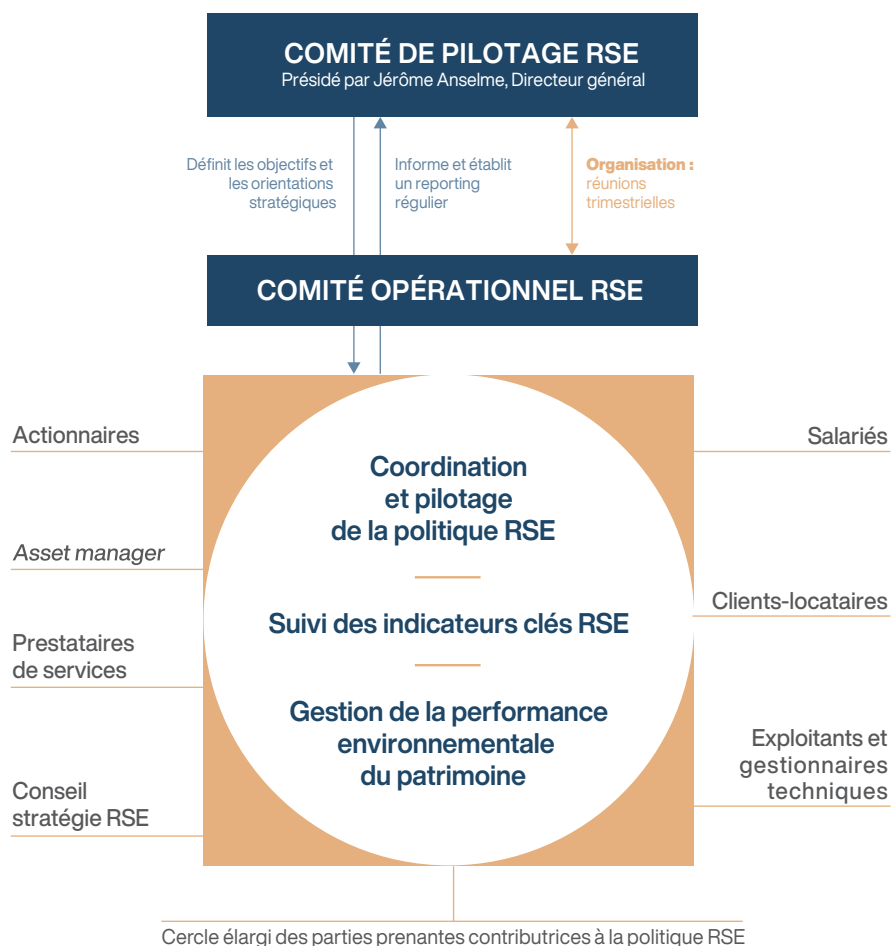 COMITÉ DE PILOTAGE RSE
Présidé par Jérôme Anselme, Directeur général
Définit les objectifs et
les orientations
stratégiques
Informe et établit
un reporting
régulier
Organisation :
réunions
trimestrielles
COMITÉ OPÉRATIONNEL RSE
Actionnaires
Asset manager
Prestataires
de services
Conseil
stratégie RSE
Coordination
et pilotage
de la politique RSE
Suivi des indicateurs clés RSE
Gestion de la performance
environnementale
du patrimoine
Salariés
Clients-locataires
Exploitants et
gestionnaires
techniques
Cercle élargi des parties prenantes contributrices à la politique RSE